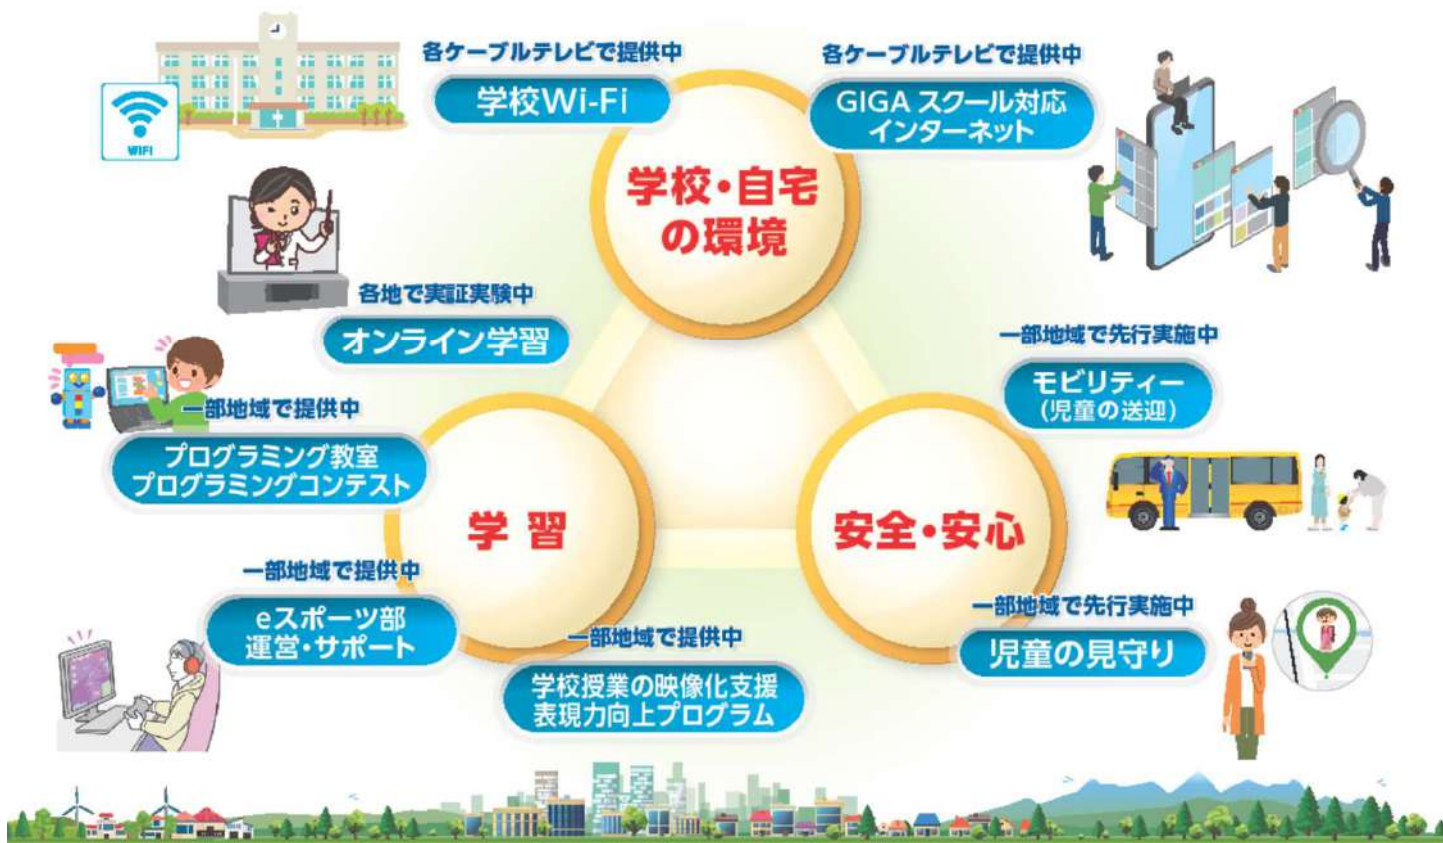 各ケーブルテレビで提供中
学校Wi-Fi
各ケーブルテレビで提供中
GIGA スクール対応
インターネット
WIFI
学校・自宅
の環境
各地で実証実験中
オンライン学習
一部地域で先行実施中
モビリティー
(児童の送迎)
一部地域で提供中
プログラミング教室
プログラミングコンテスト
学習
安全・安心
一部地域で提供中
eスポーツ部
運営・サポート
一部地域で提供中
学校授業の映像化支援
表現力向上プログラム
一部地域で先行実施中
児童の見守り